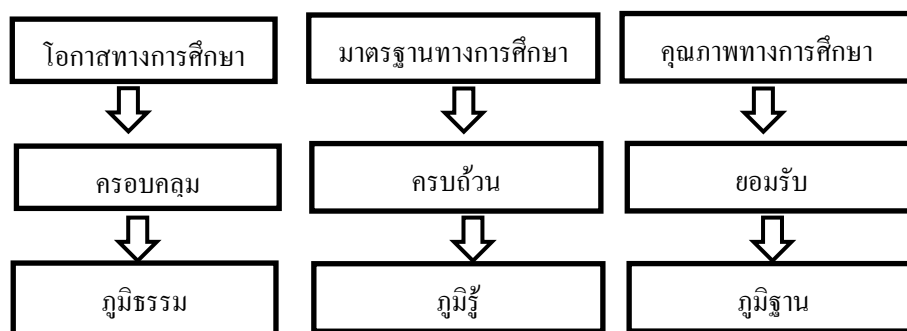 โอกาสทางการศึกษา
มาตรฐานทางการศึกษา
คุณภาพทางการศึกษา
ครอบคลุม
ครบถ้วน
ยอมรับ
ภูมิธรรม
ภูมิรู้
ภูมิฐาน